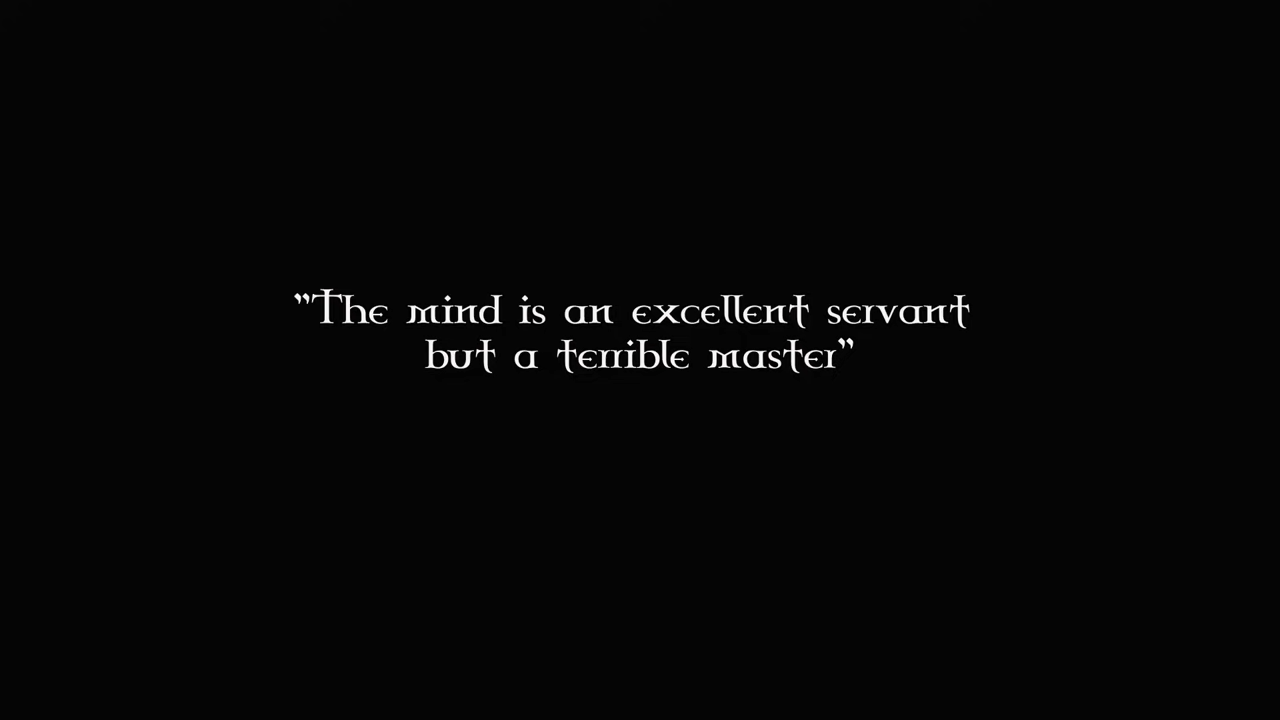 "The mind is an excellent servant
but a terrible master"